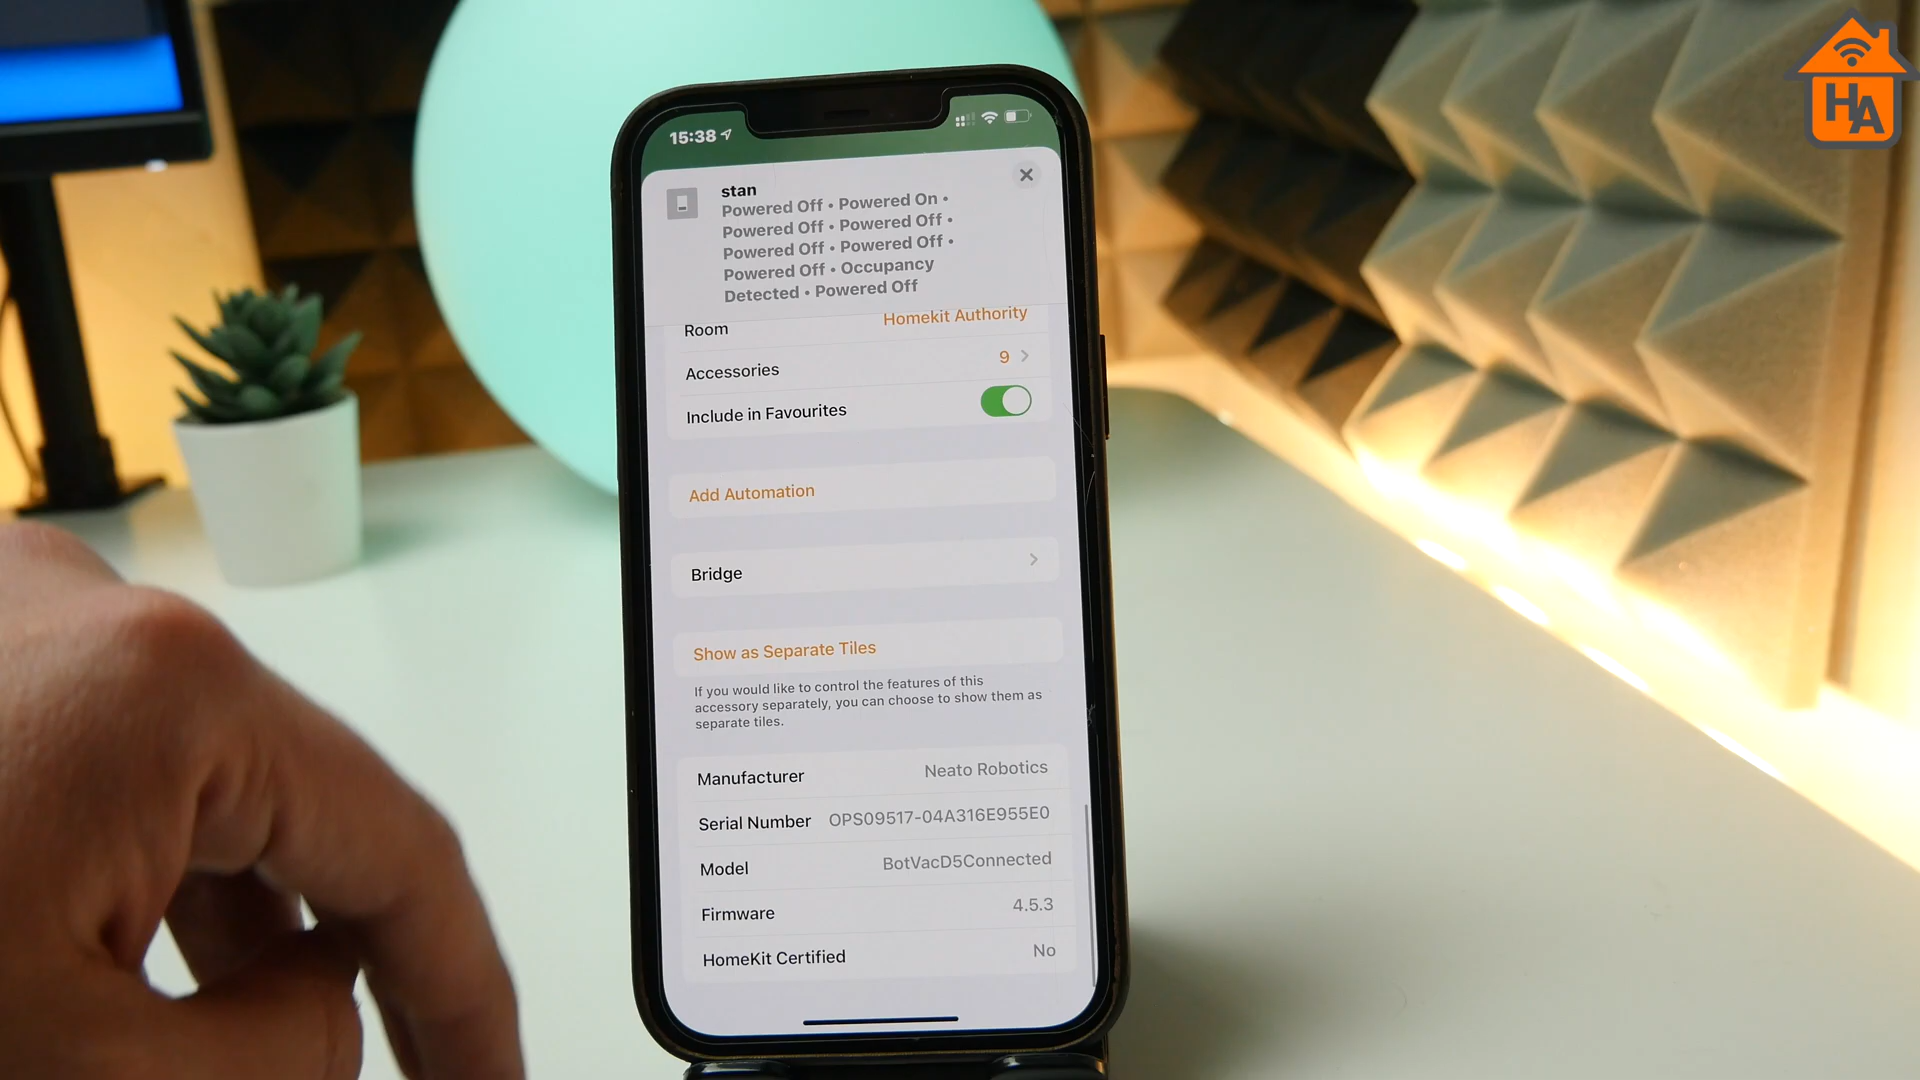 HA
15:38
stan
Powered Off • Powered On •
Powered Off • Powered Off •
Powered Off • Powered Off •
Powered Off • Occupancy
Detected • Powered Off
Room Homekit Authority
Accessories 9
Include in Favourites
Add Automation
Bridge
Show as Separate Tiles
If you would like to control the features of this
accessory separately, you can choose to show them as
separate tiles.
Manufacturer Neato Robotics
Serial Number OPS09517-04A316E955E0
Model BotVacD5Connected
Firmware 4.5.3
HomeKit Certified No